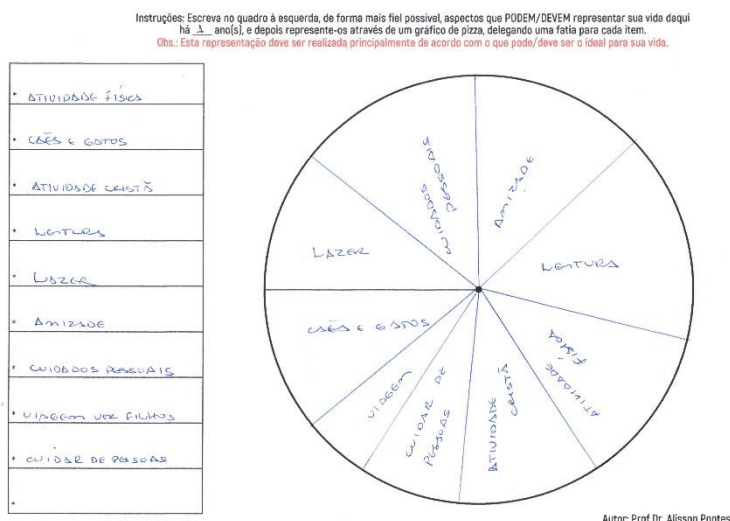 Instruções: Escreva no quadro à esquerda, de forma mais fiel possível, aspectos que PODEM/DEVEM representar sua vida daqui
há 1 ano(s), e depois represente-os através de um gráfico de pizza, delegando uma fatia para cada item.
Obs.: Esta representação deve ser realizada principalmente de acordo com o que pode/deve ser o ideal para sua vida.
• ATIVIDADE FÍSICA
• CÃES E GATOS
• ATIVIDADE CRISTÃ
• LEITURA
• LAZER
• AMIZADE
• CUIDADOS PESSOAIS
• VIAGEM VER FILHOS
• CUIDAR DE PESSOAS
•
CUIDADOS
PESSOAIS
AMIZADE
LAZER
LEITURA
CÃES E GATOS
ATIVIDADE
FÍSICA
VIAGEM
CUIDAR DE
PESSOAS
ATIVIDADE
CRISTÃ
Autor: Prof Dr. Alisson Pontes